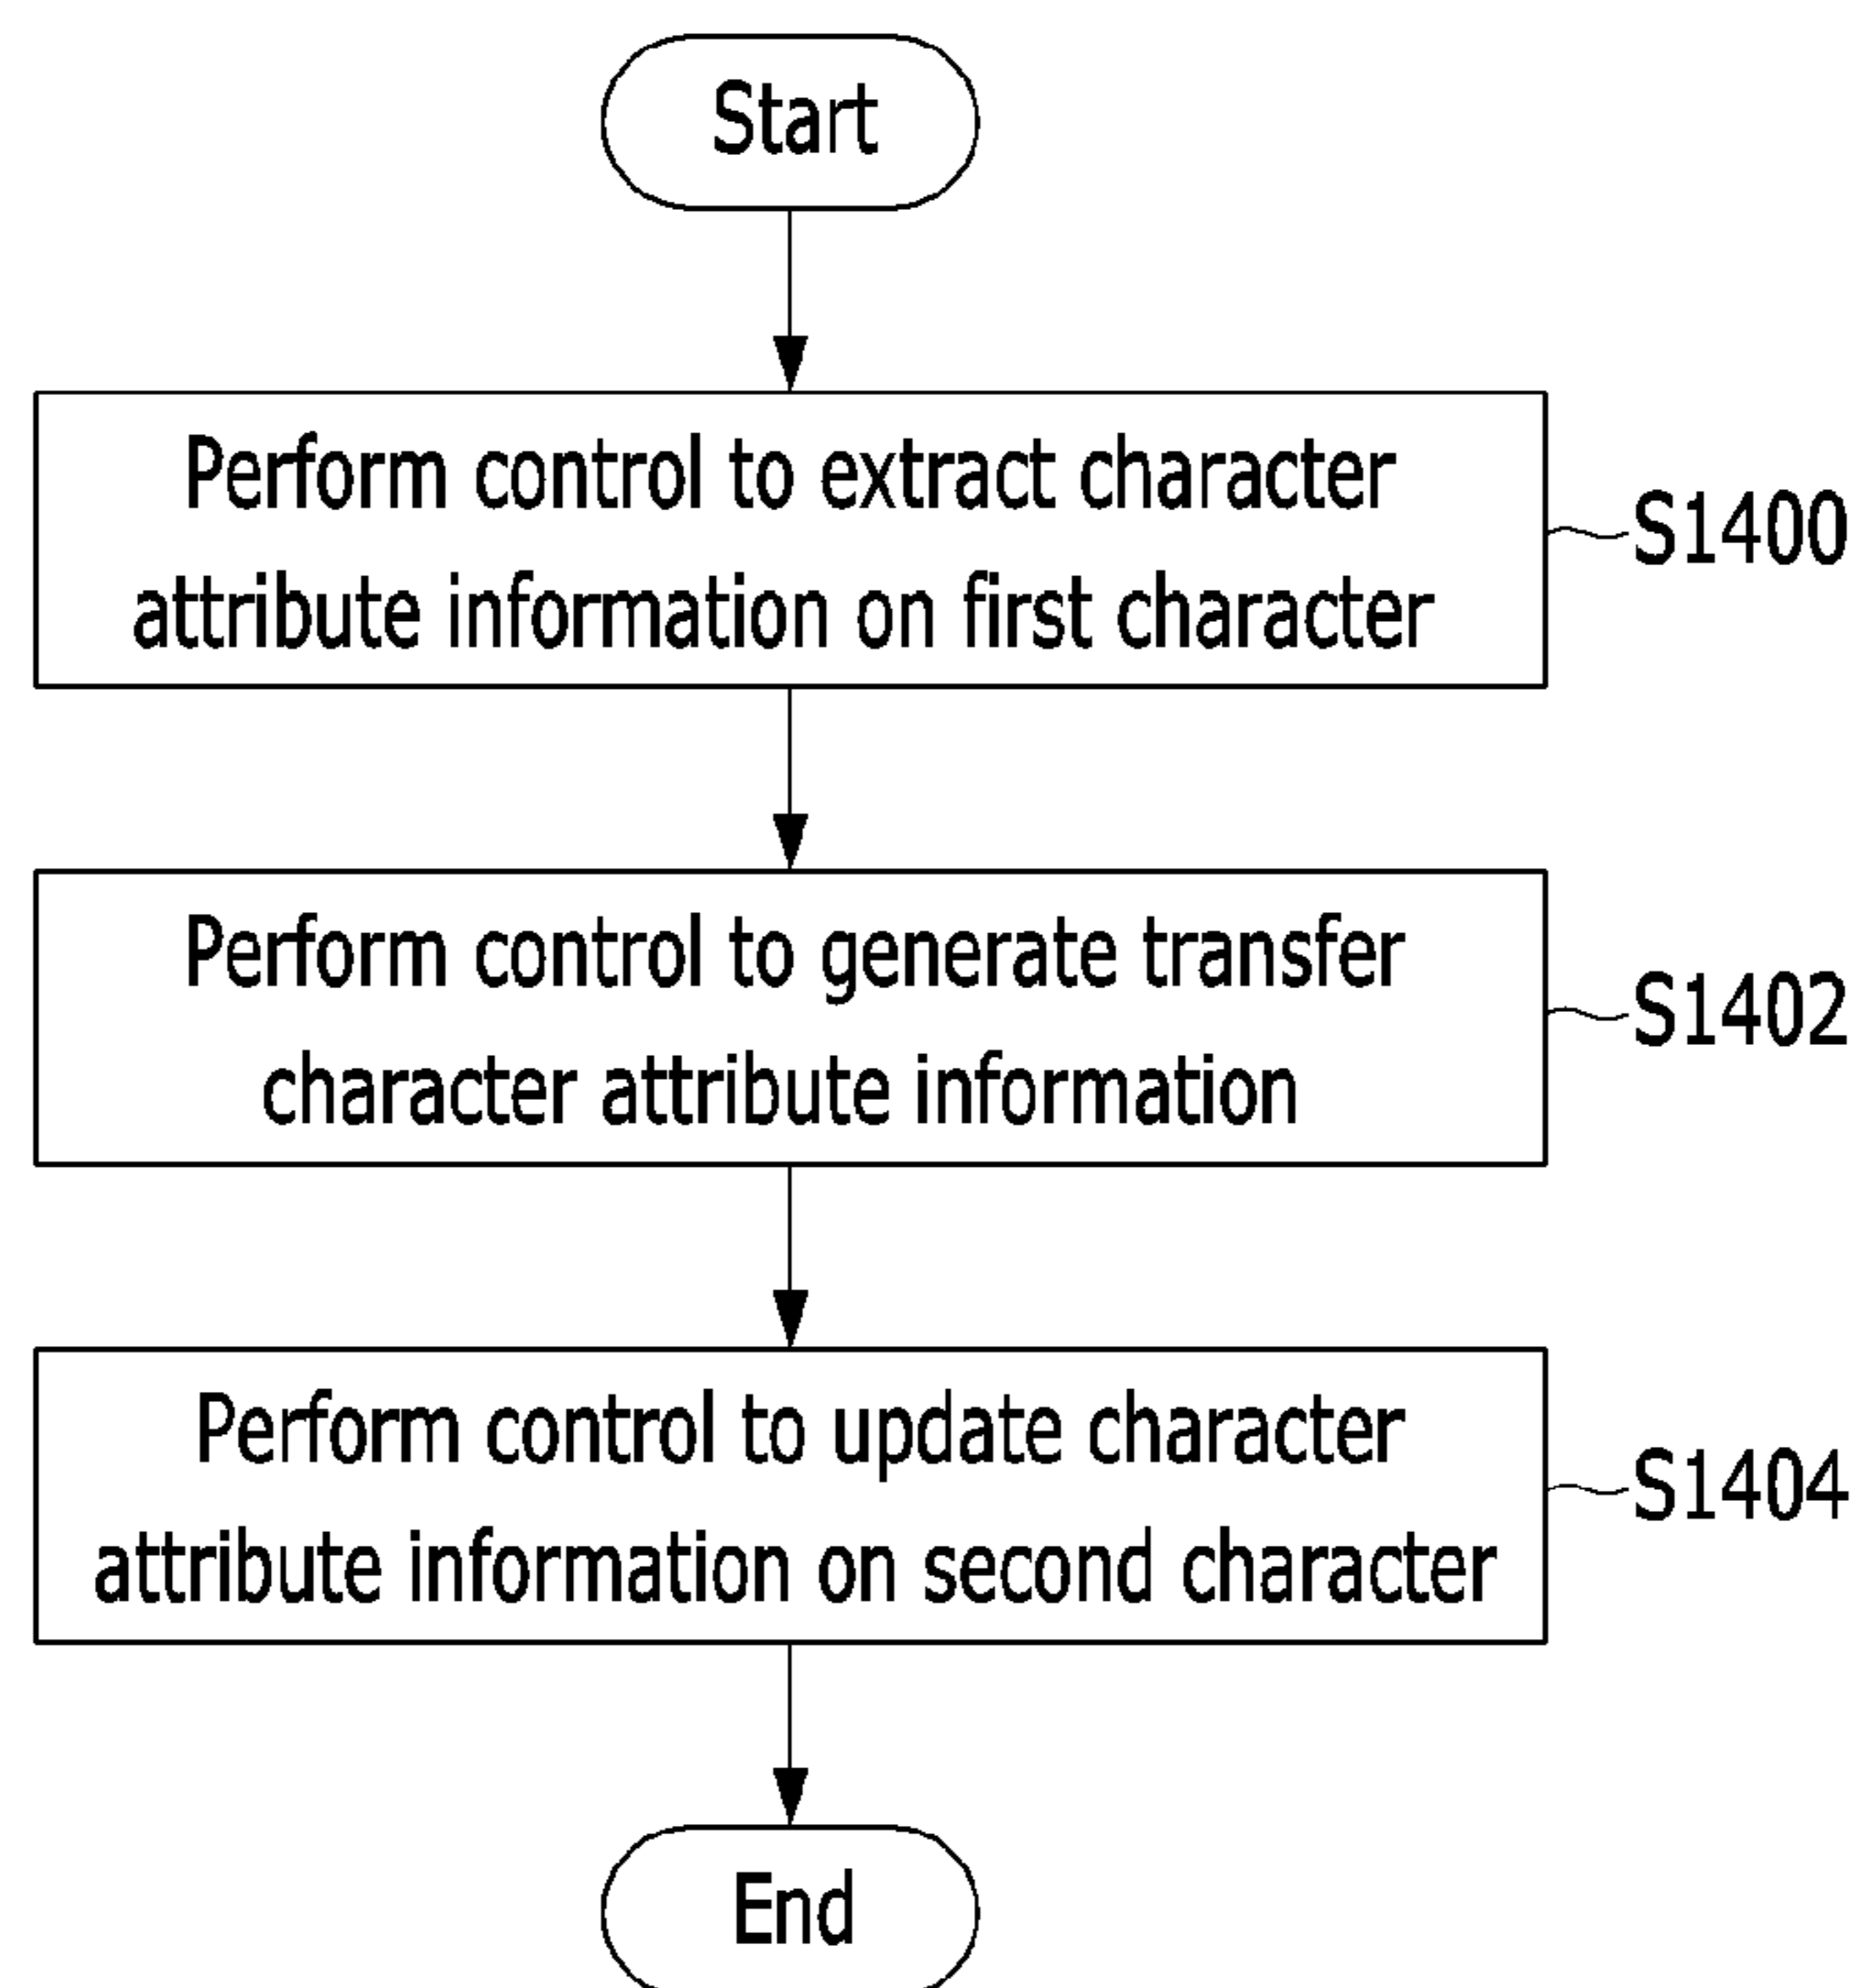 Start
Perform control to extract character
attribute information on first character
S1400
Perform control to generate transfer
character attribute information
S1402
Perform control to update character
attribute information on second character
S1404
End